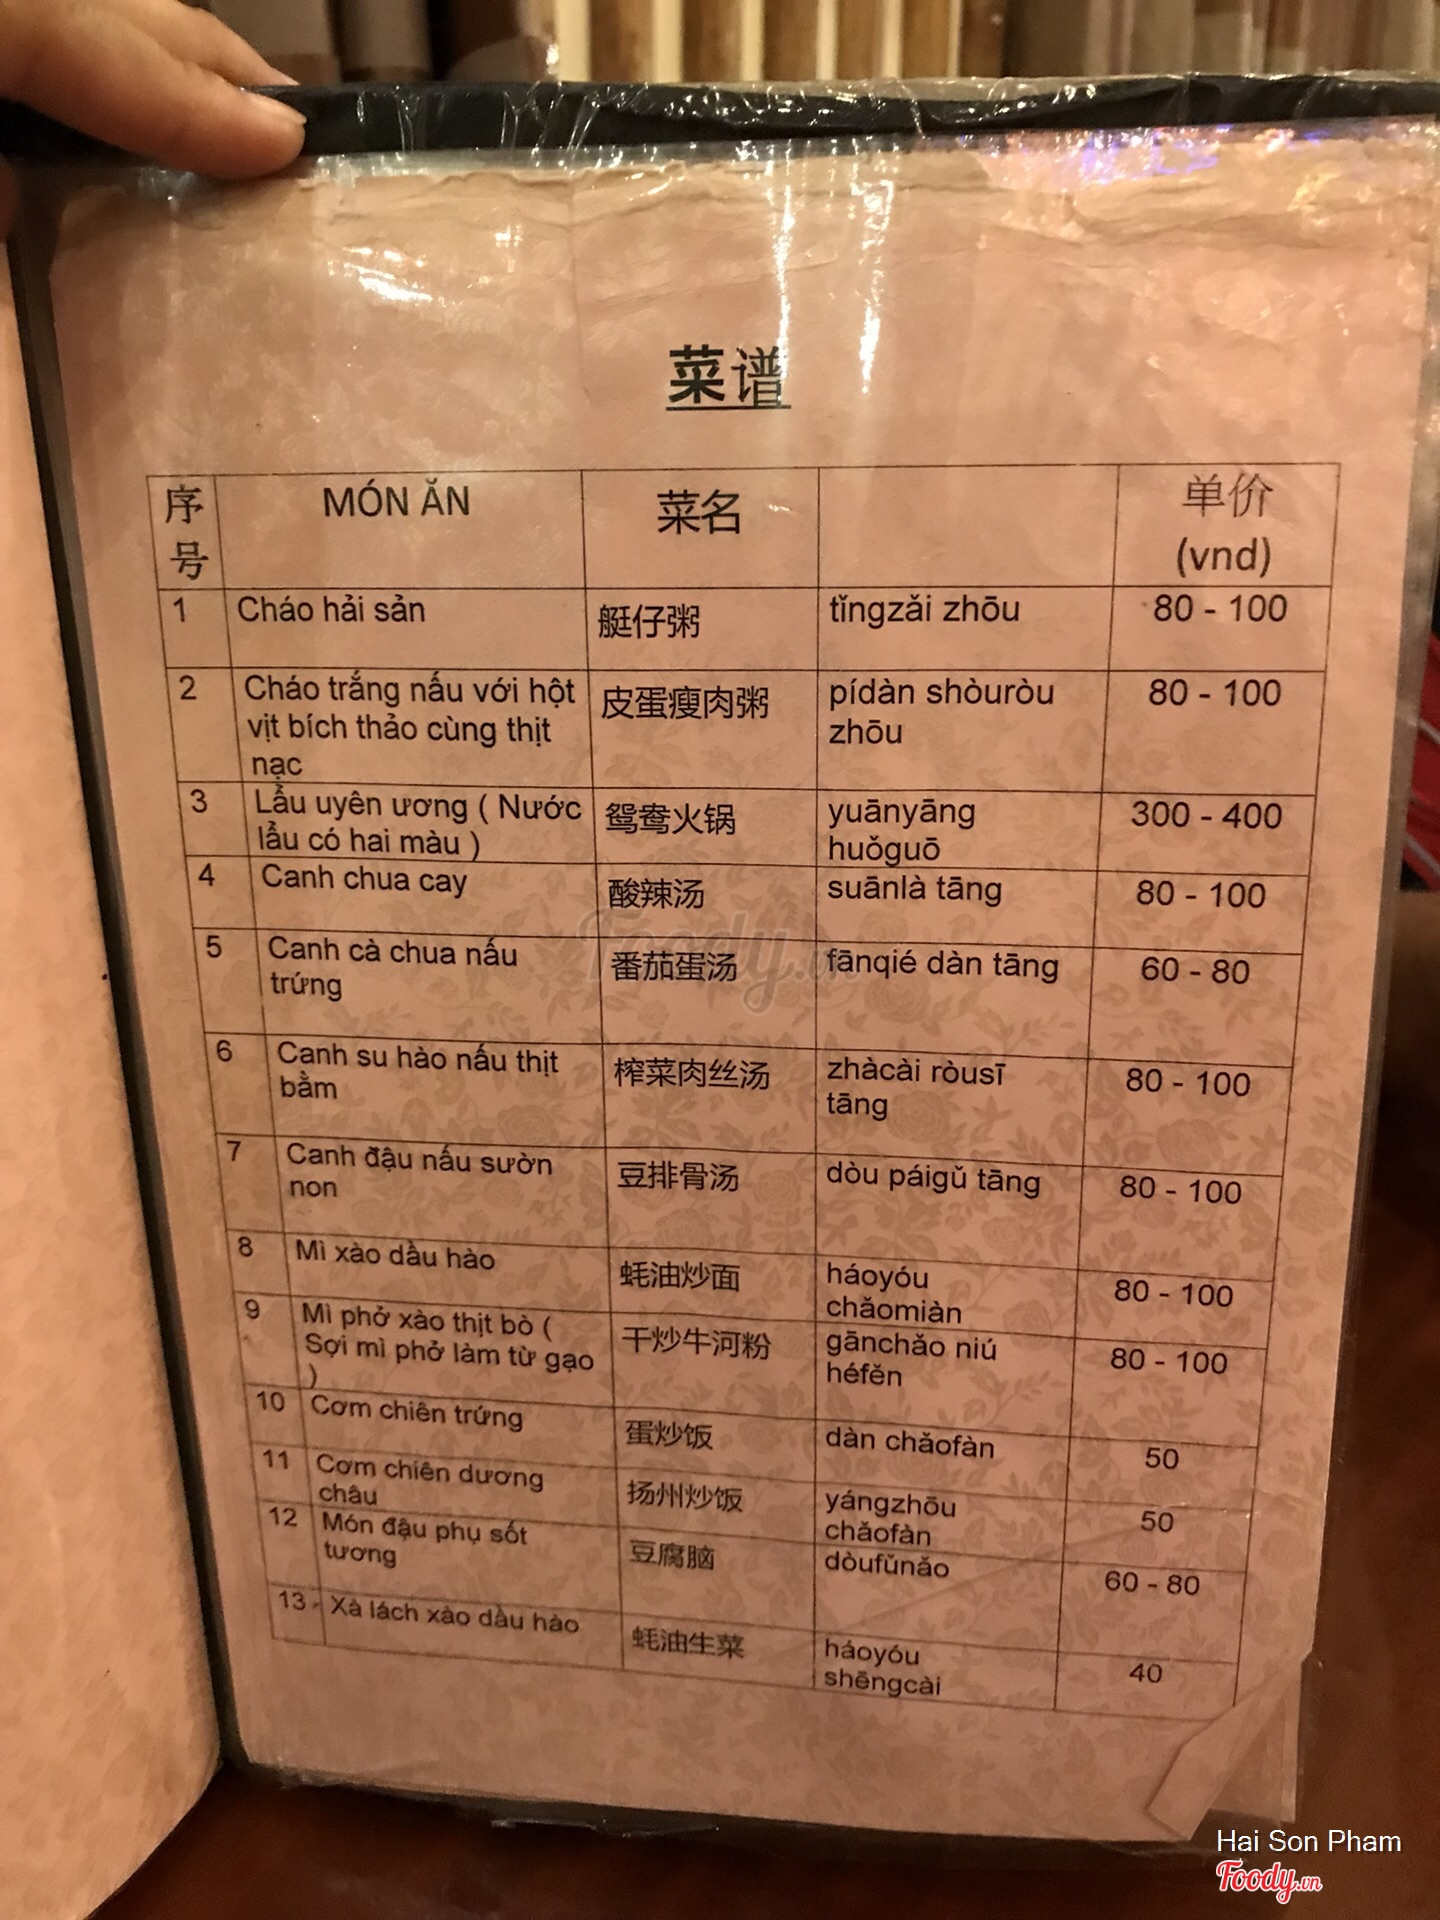 菜谱
序号 MÓN ĂN 菜名 单价 (vnd)
1 Cháo hải sản 艇仔粥 tǐngzǎi zhōu 80 - 100
2 Cháo trắng nấu với hột vịt bích thảo cùng thịt nạc 皮蛋瘦肉粥 pídàn shòuròu zhōu 80 - 100
3 Lẩu uyên ương ( Nước lẩu có hai màu ) 鸳鸯火锅 yuānyāng huǒguō 300 - 400
4 Canh chua cay 酸辣汤 suānlà tāng 80 - 100
5 Canh cà chua nấu trứng 番茄蛋汤 fānqié dàn tāng 60 - 80
6 Canh su hào nấu thịt bằm 榨菜肉丝汤 zhàcài ròusī tāng 80 - 100
7 Canh đậu nấu sườn non 豆排骨汤 dòu páigǔ tāng 80 - 100
8 Mì xào dầu hào 蚝油炒面 háoyóu chǎomiàn 80 - 100
9 Mì phở xào thịt bò ( Sợi mì phở làm từ gạo ) 干炒牛河粉 gānchǎo niú héfěn 80 - 100
10 Cơm chiên trứng 蛋炒饭 dàn chǎofàn 50
11 Cơm chiên dương châu 扬州炒饭 yángzhōu chǎofàn 50
12 Món đậu phụ sốt tương 豆腐脑 dòufǔnǎo 60 - 80
13 Xà lách xào dầu hào 蚝油生菜 háoyóu shēngcài 40
Foody.vn
Hai Son Pham
Foody.vn